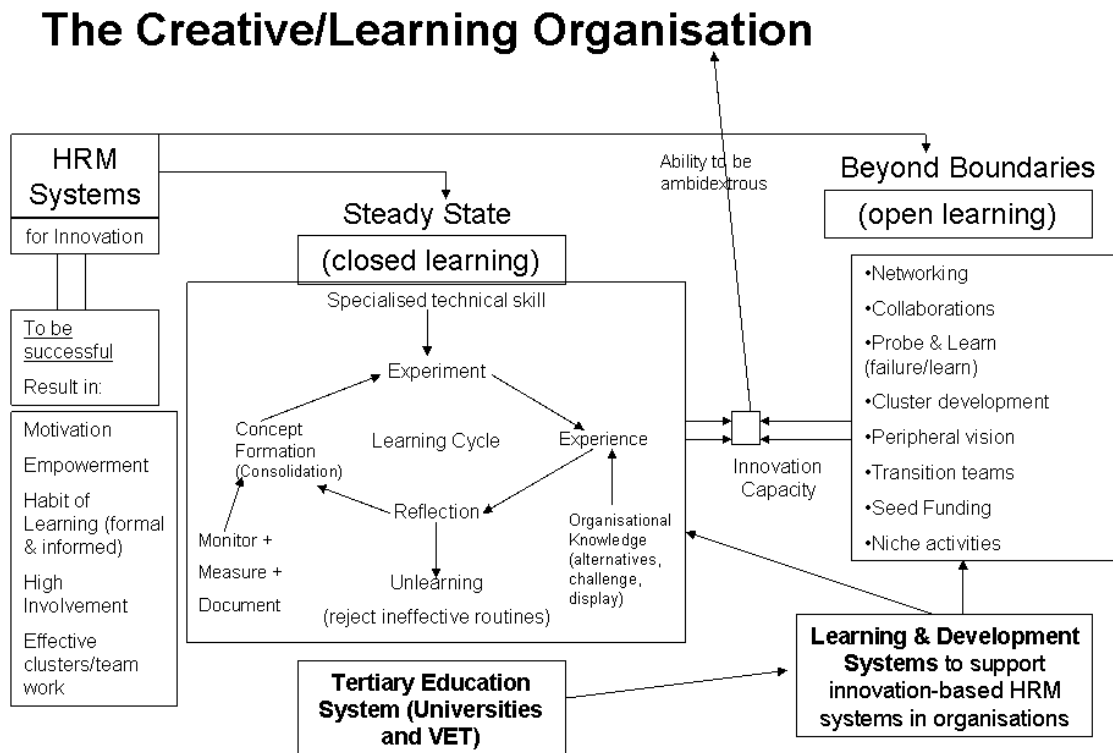 The Creative/Learning Organisation
HRM
Systems
for Innovation
To be
successful
Result in:
Motivation
Empowerment
Habit of
Learning (formal
& informed)
High
Involvement
Effective
clusters/team
work
Steady State
(closed learning)
Specialised technical skill
Experiment
Concept
Formation
(Consolidation)
Learning Cycle
Experience
Reflection
Monitor +
Measure +
Document
Unlearning
(reject ineffective routines)
Organisational
Knowledge
(alternatives,
challenge,
display)
Ability to be
ambidextrous
Innovation
Capacity
Beyond Boundaries
(open learning)
•Networking
•Collaborations
•Probe & Learn
(failure/learn)
•Cluster development
•Peripheral vision
•Transition teams
•Seed Funding
•Niche activities
Tertiary Education
System (Universities
and VET)
Learning & Development
Systems to support
innovation-based HRM
systems in organisations